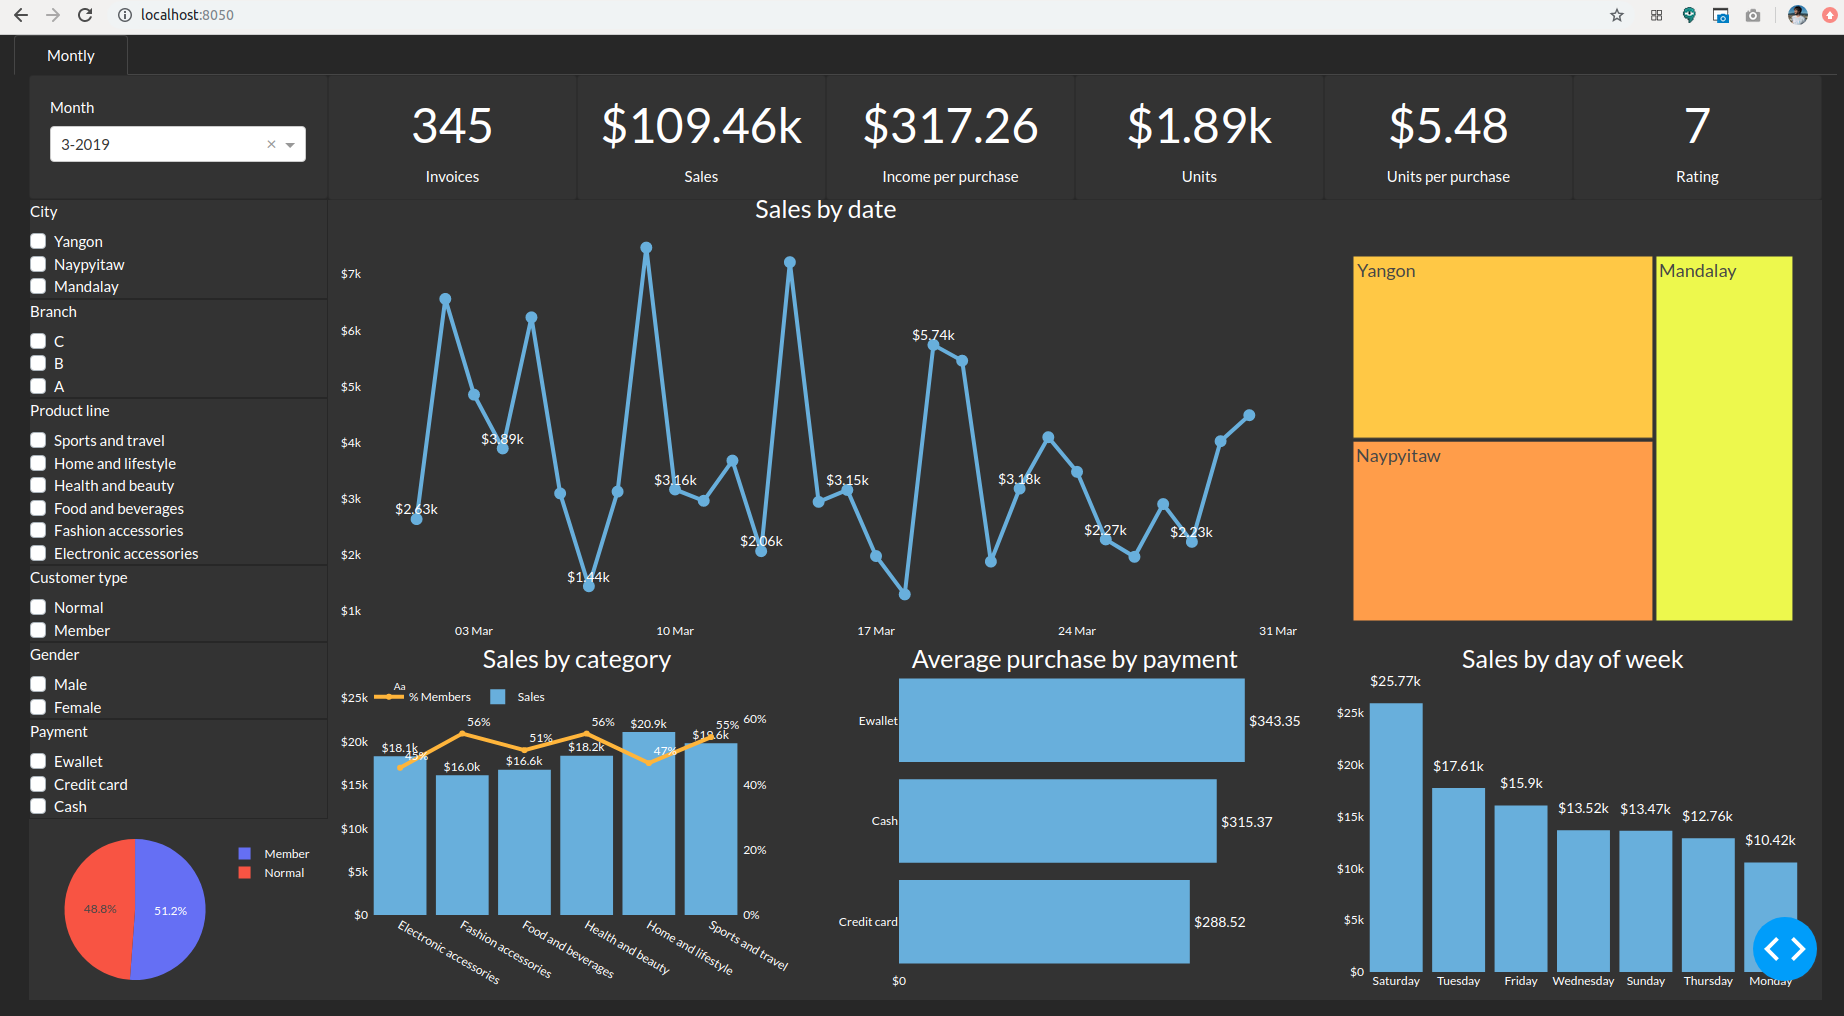 localhost:8050
Montly
Month
3-2019
345
Invoices
$109.46k
Sales
$317.26
Income per purchase
$1.89k
Units
$5.48
Units per purchase
7
Rating
City
Yangon
Naypyitaw
Mandalay
Branch
C
B
A
Product line
Sports and travel
Home and lifestyle
Health and beauty
Food and beverages
Fashion accessories
Electronic accessories
Customer type
Normal
Member
Gender
Male
Female
Payment
Ewallet
Credit card
Cash
Member
Normal
48.8%
51.2%
Sales by date
$7k
$6k
$5k
$4k
$3k
$2k
$1k
$2.63k
$3.89k
$1.44k
$3.16k
$2.06k
$3.15k
$5.74k
$3.18k
$2.27k
$2.23k
03 Mar
10 Mar
17 Mar
24 Mar
31 Mar
Yangon
Mandalay
Naypyitaw
Sales by category
Aa
% Members
Sales
$25k
$20k
$15k
$10k
$5k
$0
60%
40%
20%
0%
45%
56%
51%
56%
47%
55%
$18.1k
$16.0k
$16.6k
$18.2k
$20.9k
$19.6k
Electronic accessories
Fashion accessories
Food and beverages
Health and beauty
Home and lifestyle
Sports and travel
Average purchase by payment
Ewallet
$343.35
Cash
$315.37
Credit card
$288.52
$0
Sales by day of week
$25k
$20k
$15k
$10k
$5k
$0
$25.77k
$17.61k
$15.9k
$13.52k
$13.47k
$12.76k
$10.42k
Saturday
Tuesday
Friday
Wednesday
Sunday
Thursday
Monday